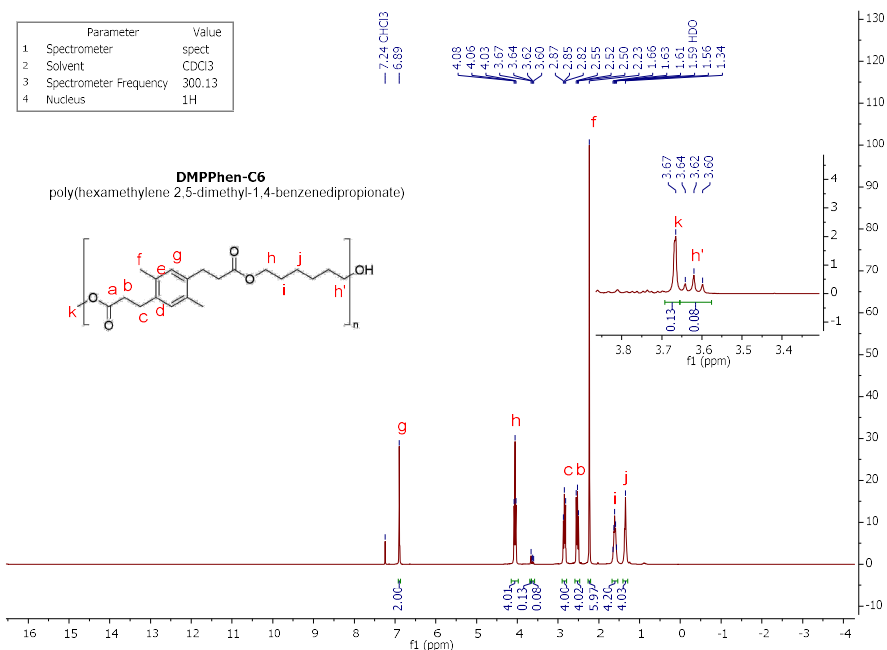 Parameter Value
1 Spectrometer spect
2 Solvent CDCl3
3 Spectrometer Frequency 300.13
4 Nucleus 1H
7.24 CHCl3
6.89
4.08
4.06
4.03
3.67
3.64
3.62
3.60
2.87
2.85
2.82
2.55
2.52
2.50
2.23
1.66
1.63
1.61
1.59 HDO
1.56
1.34
DMPPhen-C6
poly(hexamethylene 2,5-dimethyl-1,4-benzenedipropionate)
f
g
e
O
O
h
j
i
h'
OH
a
b
k
O
O
c
d
n
f
g
h
c
b
i
j
3.67
3.64
3.62
3.60
k
h'
0.13
0.08
4
3
2
1
0
-1
3.8 3.7 3.6 3.5 3.4
f1 (ppm)
130
120
110
100
90
80
70
60
50
40
30
20
10
0
-10
2.00
4.01
0.13
0.08
4.00
4.02
5.97
4.20
4.03
16 15 14 13 12 11 10 9 8 7 6 5 4 3 2 1 0 -1 -2 -3 -4
f1 (ppm)